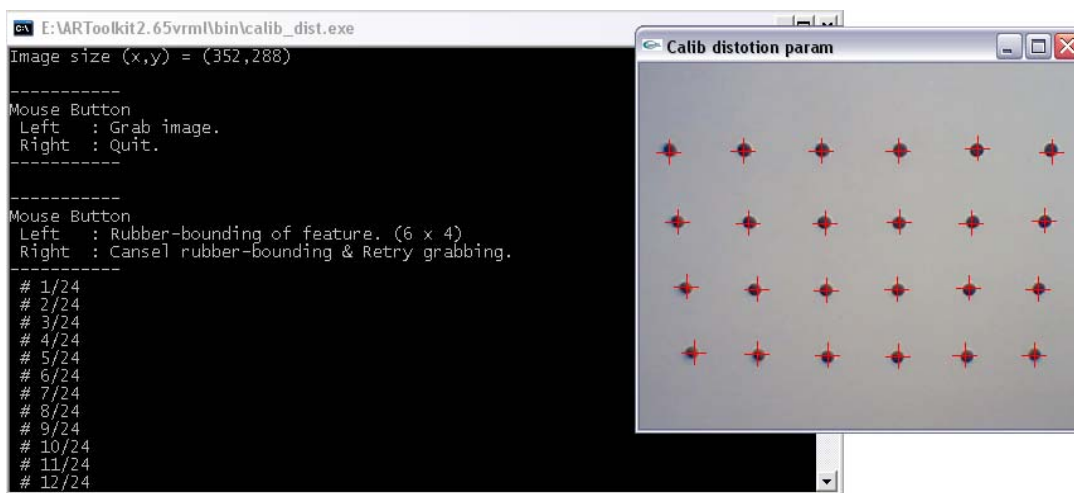 E:\ARToolkit2.65vrml\bin\calib_dist.exe
Image size (x,y) = (352,288)
-----------
Mouse Button
Left : Grab image.
Right : Quit.
-----------
-----------
Mouse Button
Left : Rubber-bounding of feature. (6 x 4)
Right : Cansel rubber-bounding & Retry grabbing.
-----------
# 1/24
# 2/24
# 3/24
# 4/24
# 5/24
# 6/24
# 7/24
# 8/24
# 9/24
# 10/24
# 11/24
# 12/24
Calib distotion param